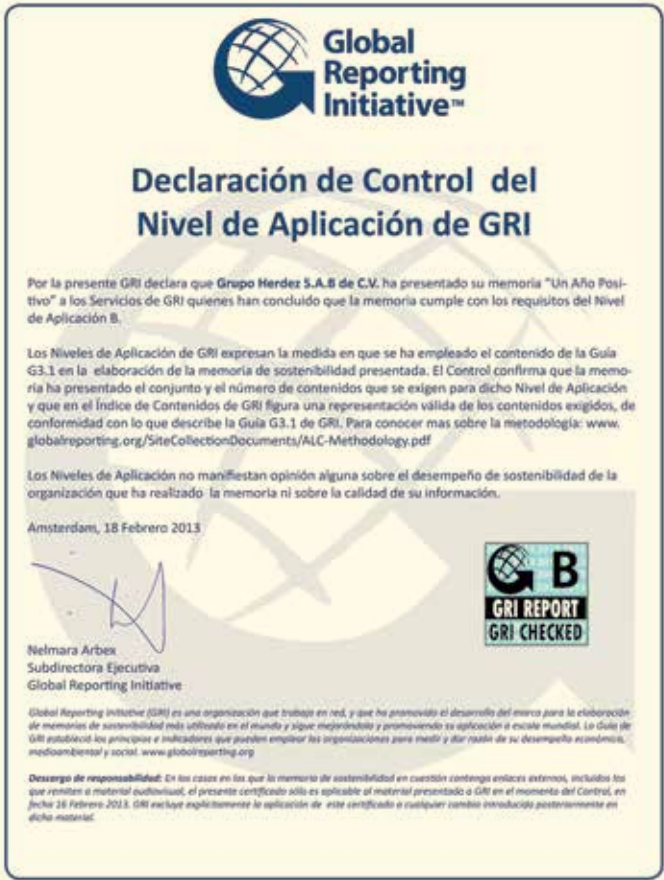 Global
Reporting
Initiative™
Declaración de Control del
Nivel de Aplicación de GRI
Por la presente GRI declara que Grupo Herdez S.A.B de C.V. ha presentado su memoria "Un Año Posi-
tivo" a los Servicios de GRI quienes han concluido que la memoria cumple con los requisitos del Nivel
de Aplicación B.
Los Niveles de Aplicación de GRI expresan la medida en que se ha empleado el contenido de la Guía
G3.1 en la elaboración de la memoria de sostenibilidad presentada. El Control confirma que la memo-
ria ha presentado el conjunto y el número de contenidos que se exigen para dicho Nivel de Aplicación
y que en el Índice de Contenidos de GRI figura una representación válida de los contenidos exigidos, de
conformidad con lo que describe la Guía G3.1 de GRI. Para conocer mas sobre la metodología: www.
globalreporting.org/SiteCollectionDocuments/ALC-Methodology.pdf
Los Niveles de Aplicación no manifiestan opinión alguna sobre el desempeño de sostenibilidad de la
organización que ha realizado la memoria ni sobre la calidad de su información.
Amsterdam, 18 Febrero 2013
B
GRI REPORT
GRI CHECKED
Nelmara Arbex
Subdirectora Ejecutiva
Global Reporting Initiative
Global Reporting Initiative (GRI) es una organización que trabaja en red, y que ha promovido el desarrollo del marco para la elaboración
de memorias de sostenibilidad más utilizado en el mundo y sigue mejorándola y promoviendo su aplicación a escala mundial. La Guía de
GRI estableció los principios e indicadores que pueden emplear las organizaciones para medir y dar razón de su desempeño económico,
medioambiental y social. www.globalreporting.org
Descargo de responsabilidad: En los casos en los que la memoria de sostenibilidad en cuestión contenga enlaces externos, incluidos los
que remiten a material audiovisual, el presente certificado sólo es aplicable al material presentado a GRI en el momento del Control, en
fecha 16 Febrero 2013. GRI excluye explícitamente la aplicación de este certificado a cualquier cambio introducido posteriormente en
dicho material.